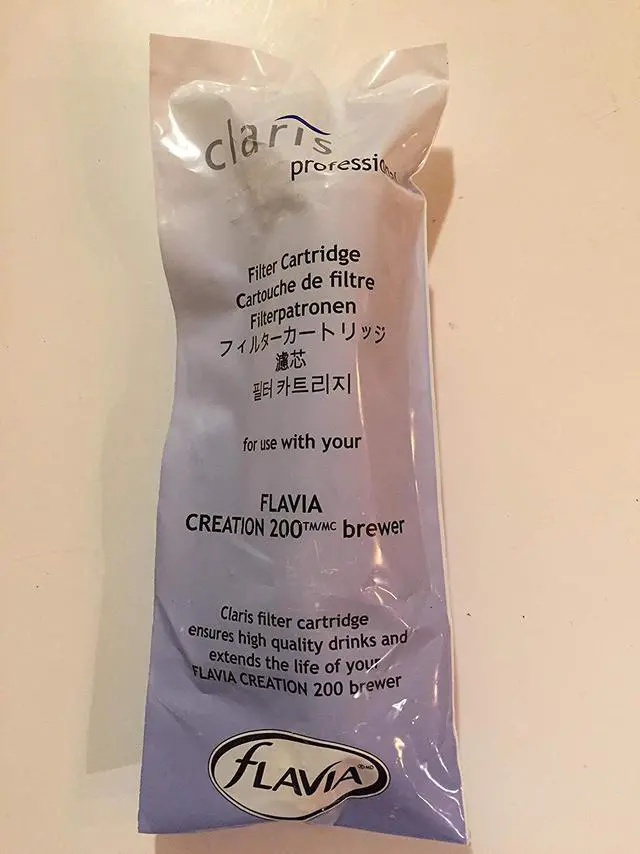 claris
professional
Filter Cartridge
Cartouche de filtre
Filterpatronen
フィルターカートリッジ
濾芯
필터 카트리지
for use with your
FLAVIA
CREATION 200™/MC brewer
Claris filter cartridge
ensures high quality drinks and
extends the life of your
FLAVIA CREATION 200 brewer
FLAVIA®MD